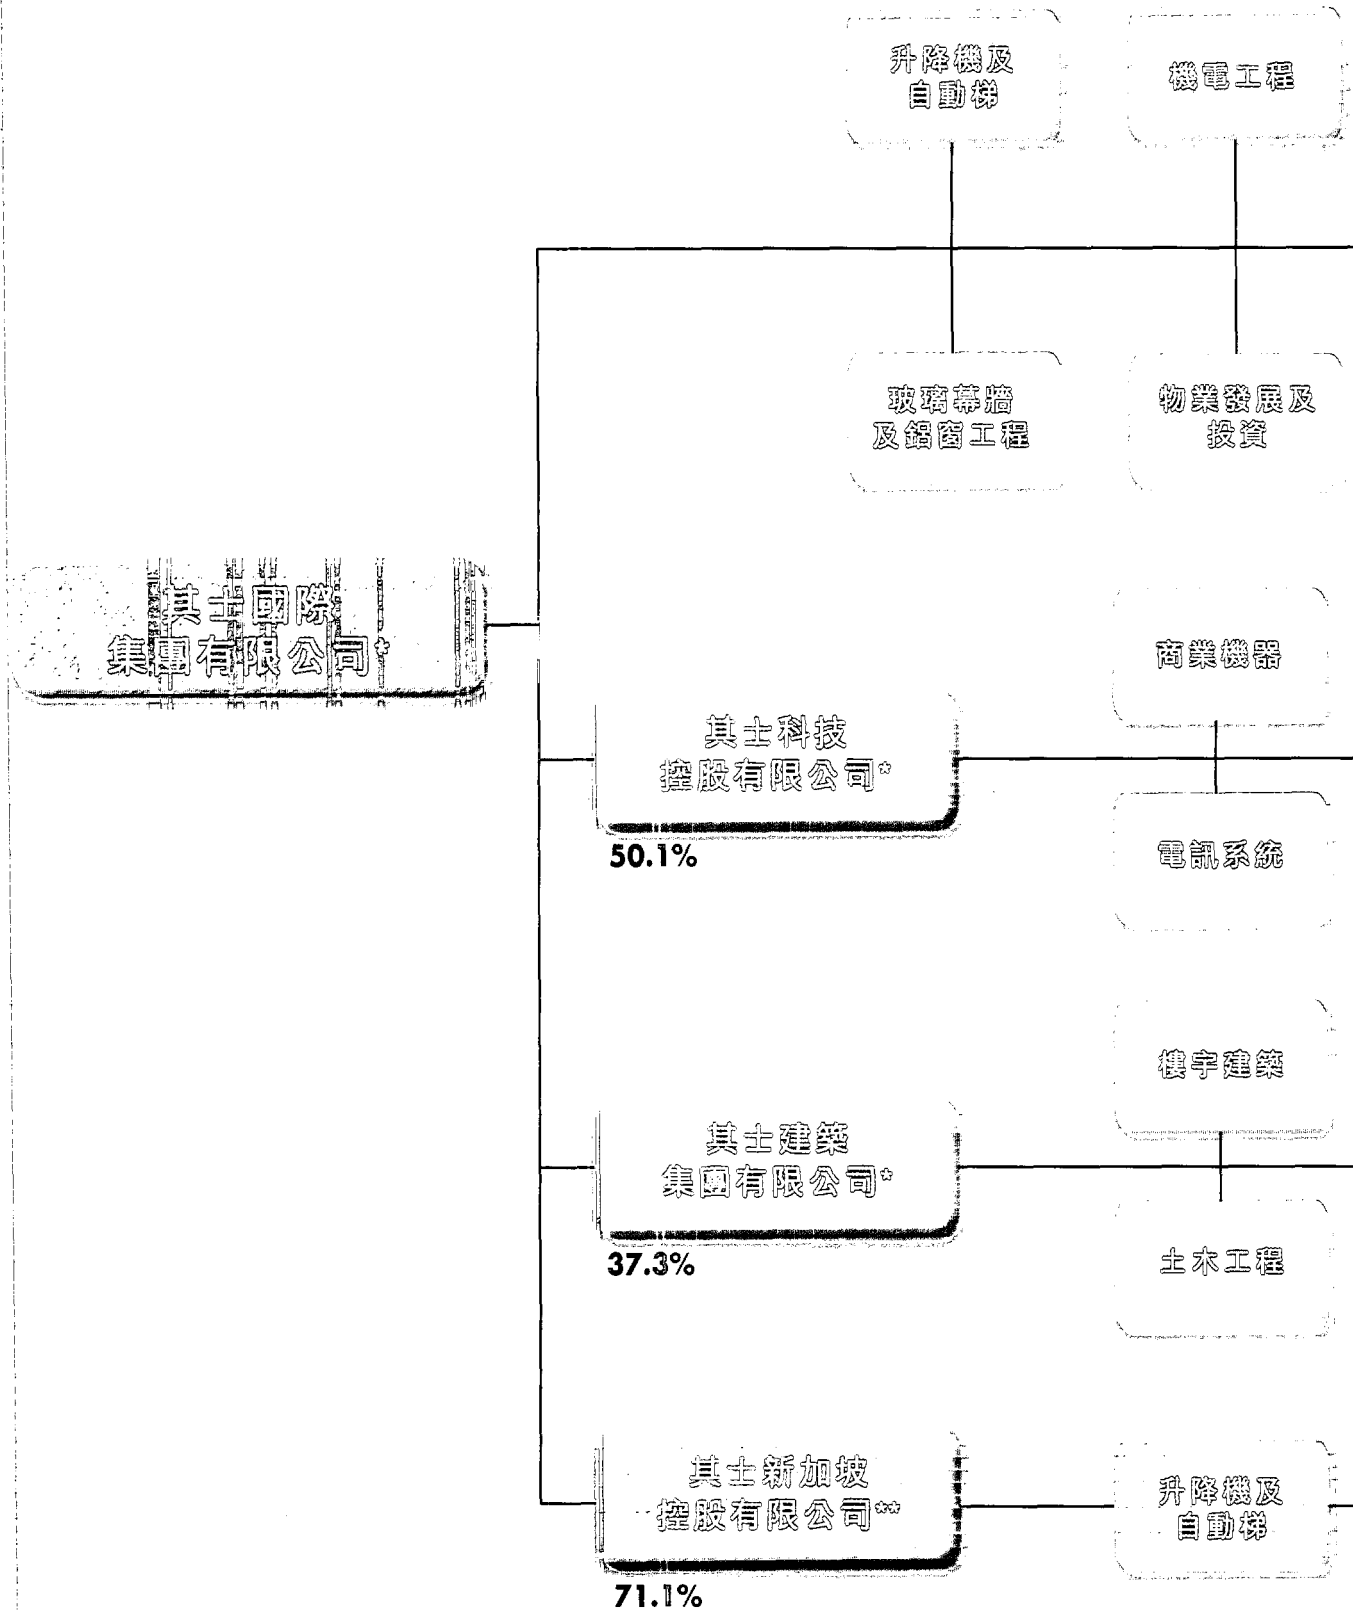 升降機及
自動梯
機電工程
玻璃幕牆
及鋁窗工程
物業發展及
投資
其士國際
集團有限公司*
商業機器
其士科技
控股有限公司*
50.1%
電訊系統
樓宇建築
其士建築
集團有限公司*
37.3%
土木工程
其士新加坡
控股有限公司**
71.1%
升降機及
自動梯